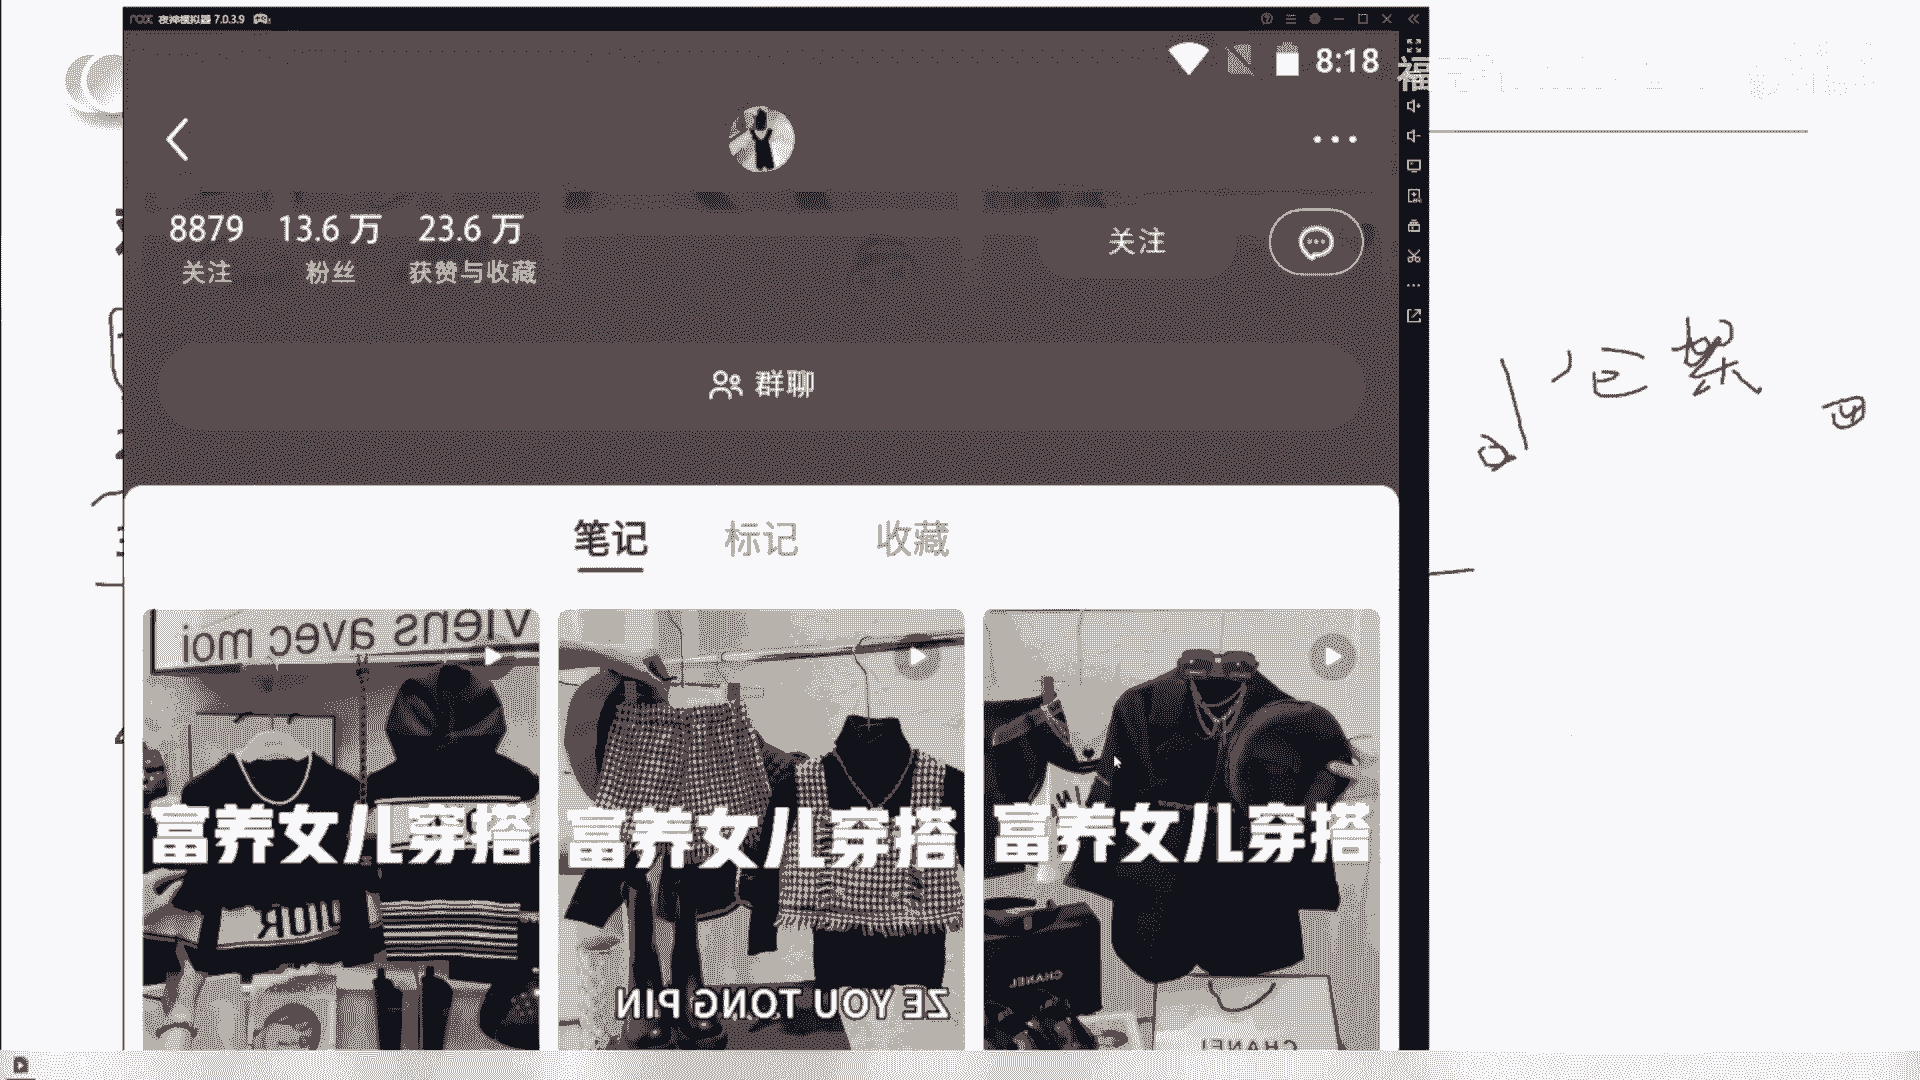 nox 夜神模拟器 7.0.3.9
8:18
福
8879 13.6 万 23.6 万
关注 粉丝 获赞与收藏
关注
群聊
笔记 标记 收藏
Viens avec moi
富养女儿穿搭
DIOR
富养女儿穿搭
ZE YOU TONG PIN
富养女儿穿搭
CHANEL
CHANEL